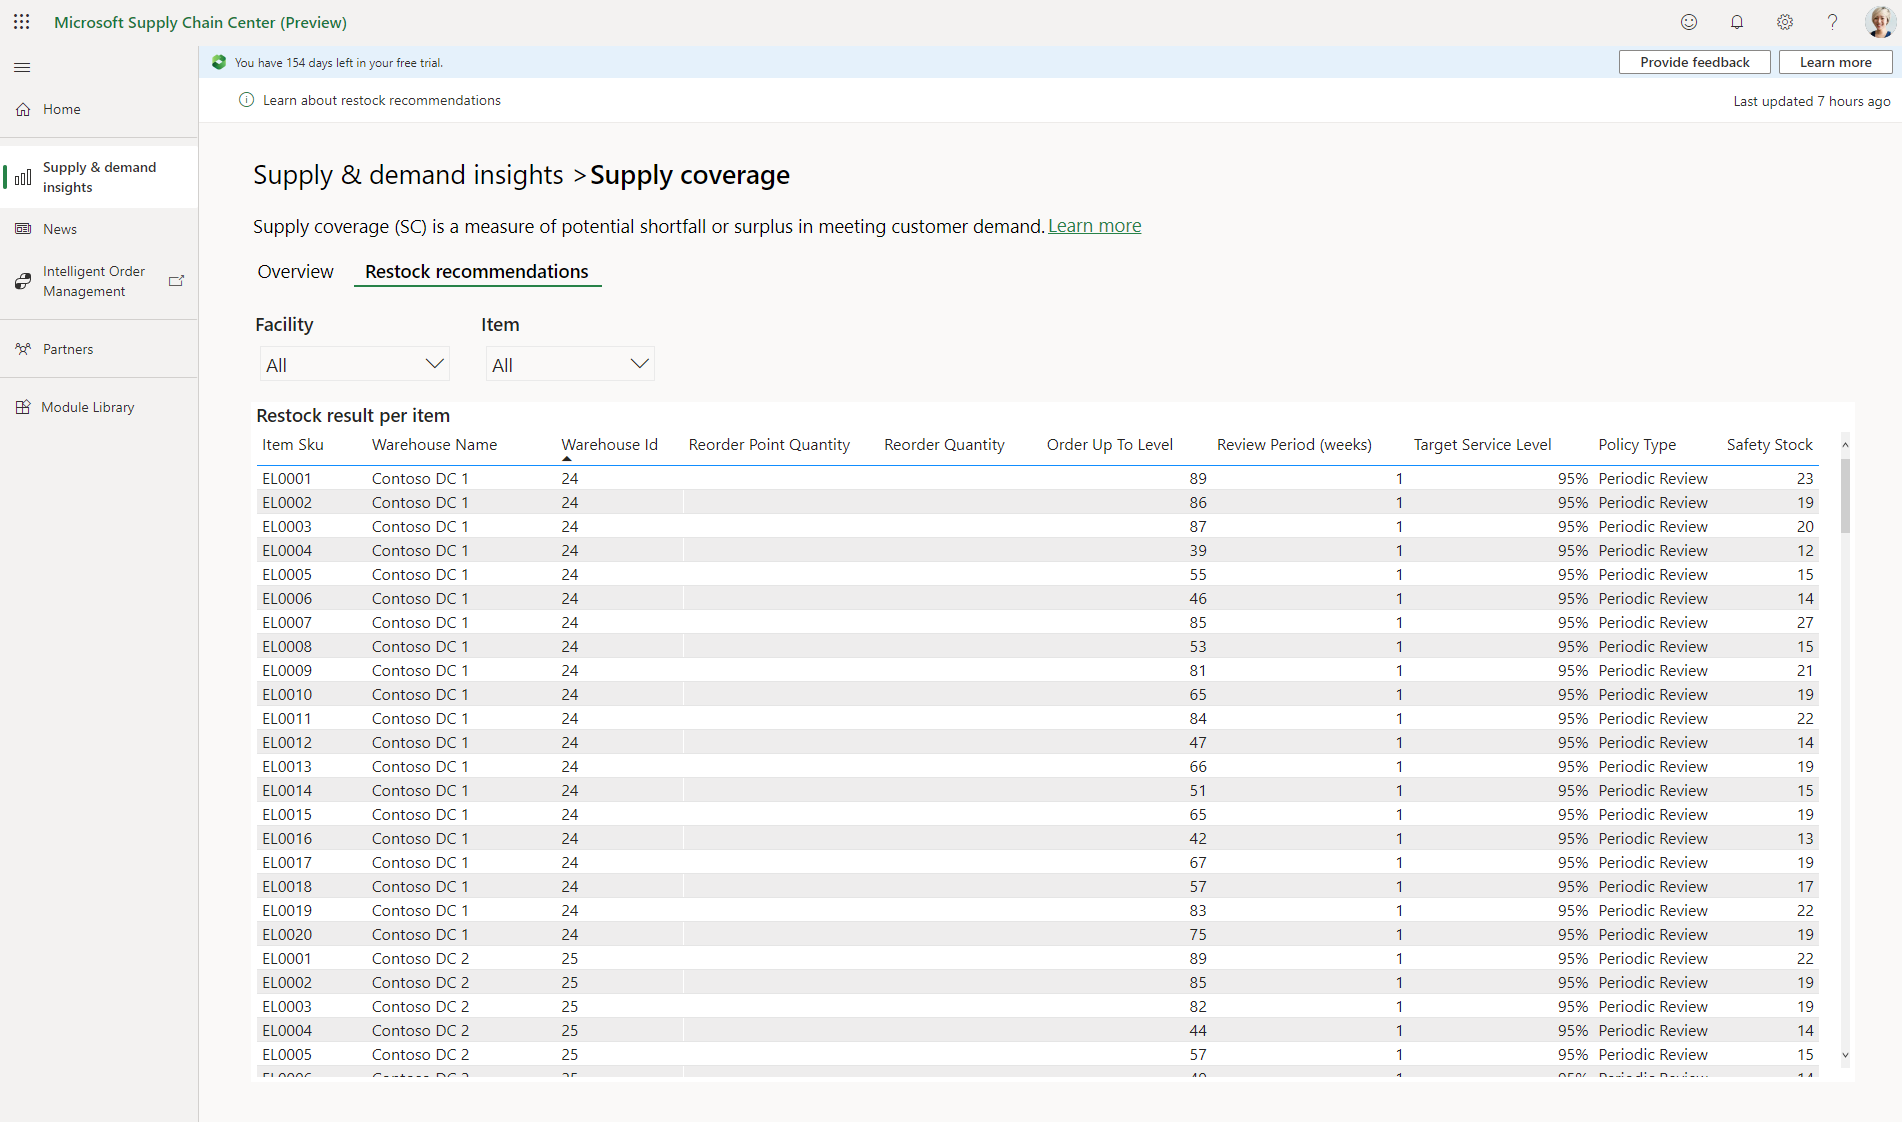 Microsoft Supply Chain Center (Preview)
You have 154 days left in your free trial.
Provide feedback
Learn more
Learn about restock recommendations
Last updated 7 hours ago
Home
Supply & demand
insights
News
Intelligent Order
Management
Partners
Module Library
Supply & demand insights >Supply coverage
Supply coverage (SC) is a measure of potential shortfall or surplus in meeting customer demand. Learn more
Overview Restock recommendations
Facility Item
All All
Restock result per item
Item Sku Warehouse Name Warehouse Id Reorder Point Quantity Reorder Quantity Order Up To Level Review Period (weeks) Target Service Level Policy Type Safety Stock
EL0001 Contoso DC 1 24 89 1 95% Periodic Review 23
EL0002 Contoso DC 1 24 86 1 95% Periodic Review 19
EL0003 Contoso DC 1 24 87 1 95% Periodic Review 20
EL0004 Contoso DC 1 24 39 1 95% Periodic Review 12
EL0005 Contoso DC 1 24 55 1 95% Periodic Review 15
EL0006 Contoso DC 1 24 46 1 95% Periodic Review 14
EL0007 Contoso DC 1 24 85 1 95% Periodic Review 27
EL0008 Contoso DC 1 24 53 1 95% Periodic Review 15
EL0009 Contoso DC 1 24 81 1 95% Periodic Review 21
EL0010 Contoso DC 1 24 65 1 95% Periodic Review 19
EL0011 Contoso DC 1 24 84 1 95% Periodic Review 22
EL0012 Contoso DC 1 24 47 1 95% Periodic Review 14
EL0013 Contoso DC 1 24 66 1 95% Periodic Review 19
EL0014 Contoso DC 1 24 51 1 95% Periodic Review 15
EL0015 Contoso DC 1 24 65 1 95% Periodic Review 19
EL0016 Contoso DC 1 24 42 1 95% Periodic Review 13
EL0017 Contoso DC 1 24 67 1 95% Periodic Review 19
EL0018 Contoso DC 1 24 57 1 95% Periodic Review 17
EL0019 Contoso DC 1 24 83 1 95% Periodic Review 22
EL0020 Contoso DC 1 24 75 1 95% Periodic Review 19
EL0001 Contoso DC 2 25 89 1 95% Periodic Review 22
EL0002 Contoso DC 2 25 85 1 95% Periodic Review 19
EL0003 Contoso DC 2 25 82 1 95% Periodic Review 19
EL0004 Contoso DC 2 25 44 1 95% Periodic Review 14
EL0005 Contoso DC 2 25 57 1 95% Periodic Review 15